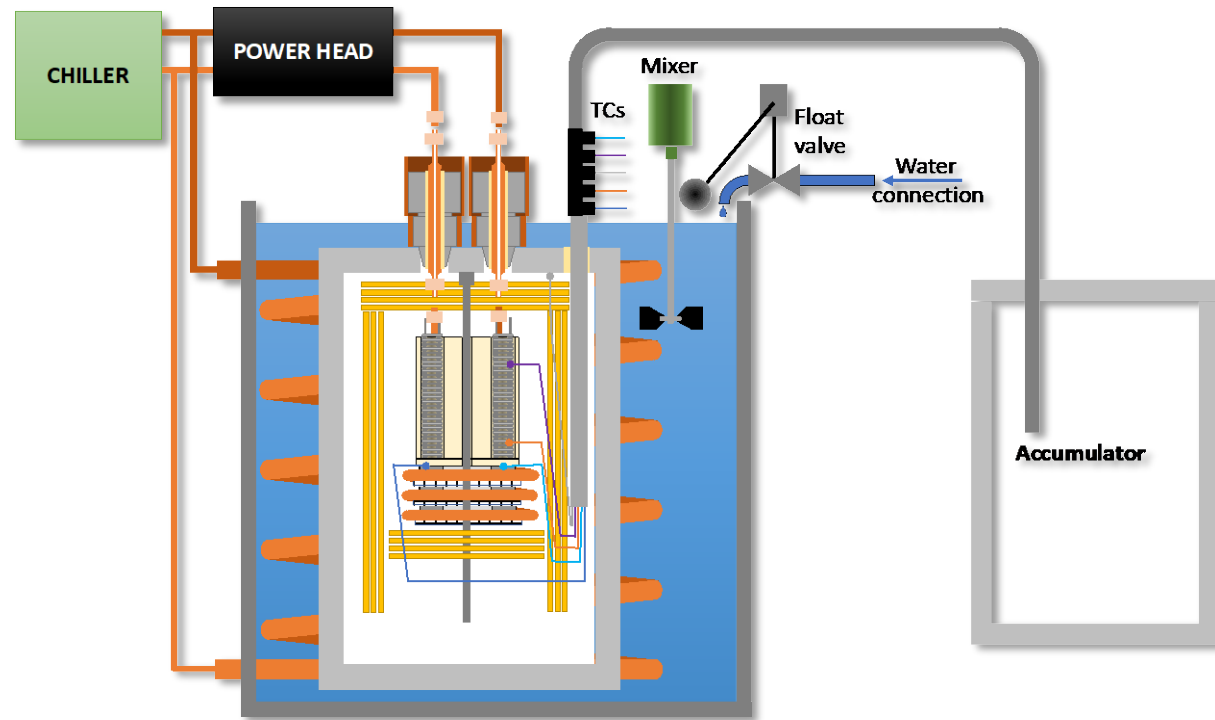 CHILLER
POWER HEAD
Mixer
TCs
Float
valve
Water
connection
Accumulator